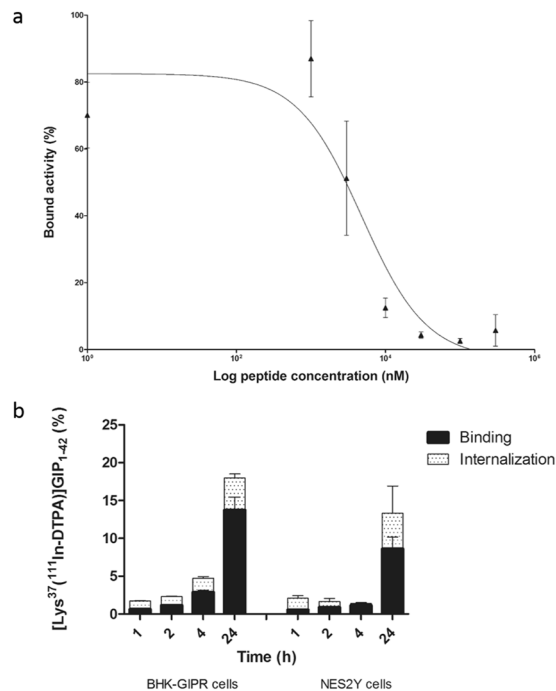 a
Bound activity (%)
100
80
60
40
20
0
10⁰ 10² 10⁴ 10⁶
Log peptide concentration (nM)
b
[Lys³⁷(¹¹¹In-DTPA)]GIP₁₋₄₂ (%)
25
20
15
10
5
0
Binding
Internalization
1 2 4 24 1 2 4 24
Time (h)
BHK-GIPR cells NES2Y cells